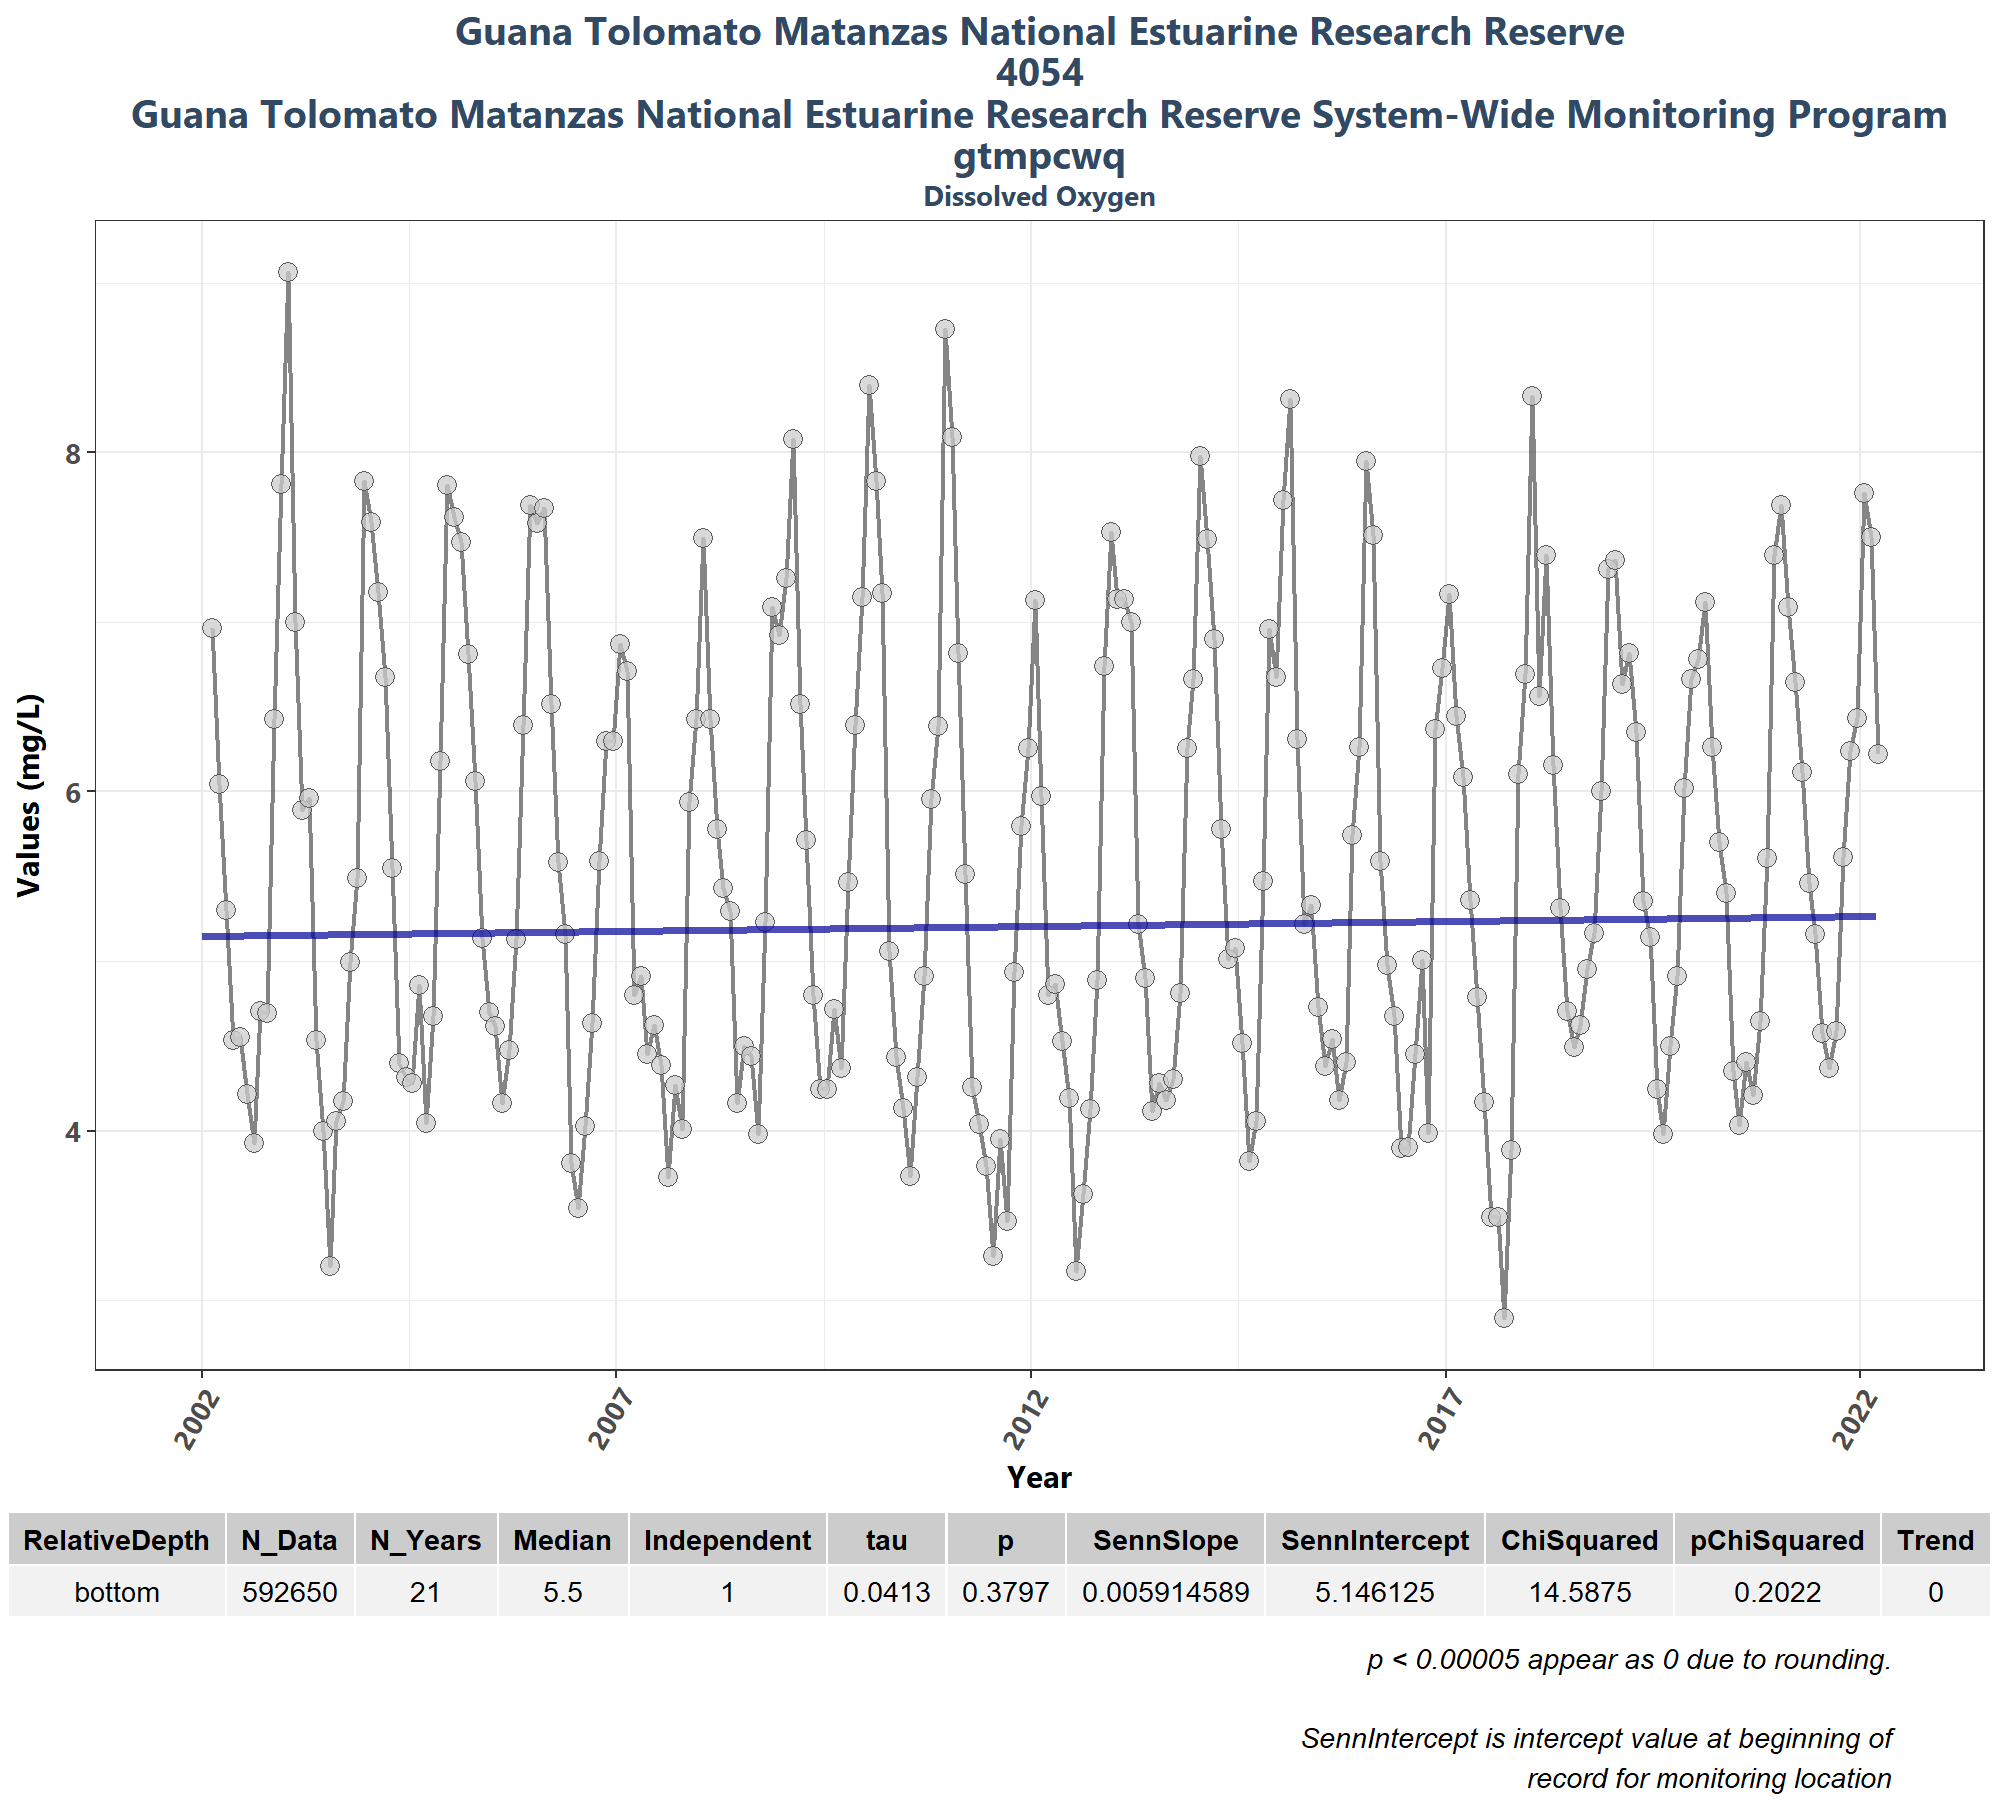 Guana Tolomato Matanzas National Estuarine Research Reserve
4054
Guana Tolomato Matanzas National Estuarine Research Reserve System-Wide Monitoring Program
gtmpcwq
Dissolved Oxygen
Values (mg/L)
8
6
4
2002
2007
2012
2017
2022
Year
RelativeDepth N_Data N_Years Median Independent tau p SennSlope SennIntercept ChiSquared pChiSquared Trend
bottom 592650 21 5.5 1 0.0413 0.3797 0.005914589 5.146125 14.5875 0.2022 0
p < 0.00005 appear as 0 due to rounding.
SennIntercept is intercept value at beginning of
record for monitoring location